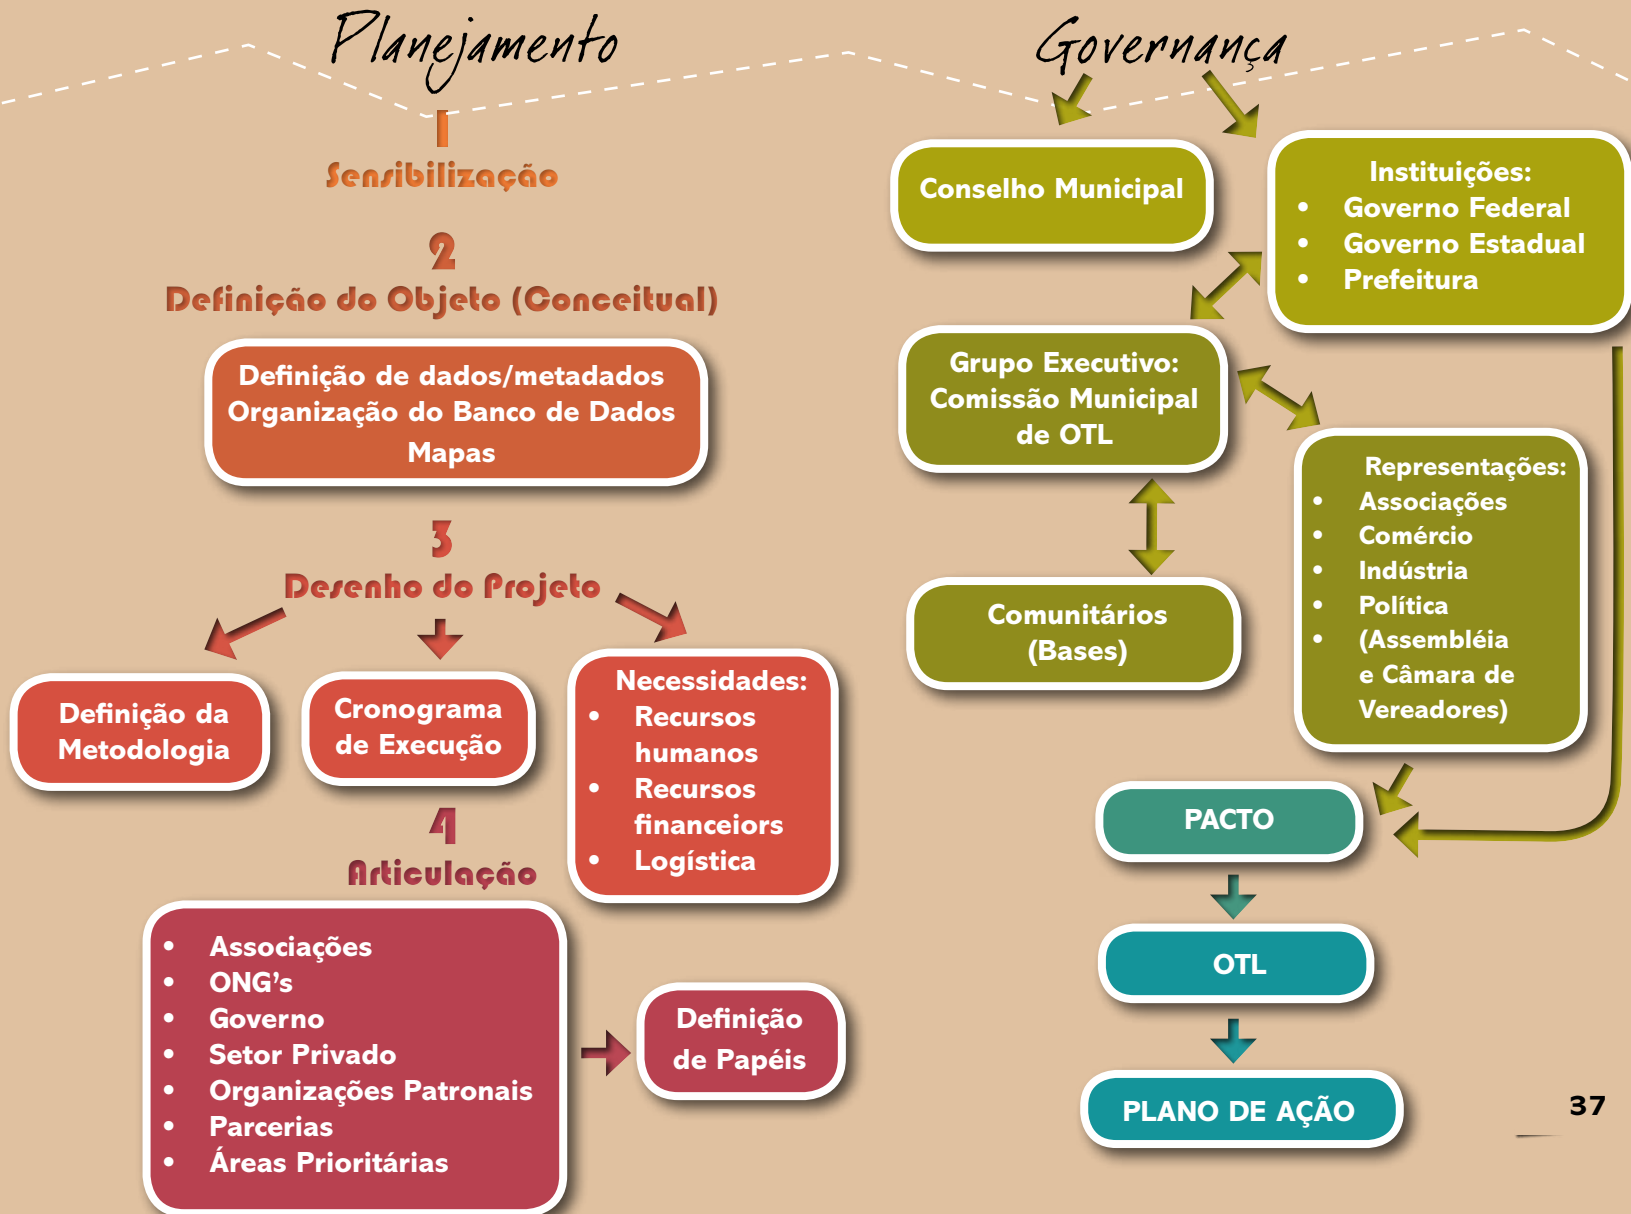 Planejamento
1
Sensibilização
2
Definição do Objeto (Conceitual)
Definição de dados/metadados
Organização do Banco de Dados
Mapas
3
Desenho do Projeto
Definição da
Metodologia
Cronograma
de Execução
Necessidades:
• Recursos
humanos
• Recursos
financeiors
• Logística
4
Articulação
• Associações
• ONG's
• Governo
• Setor Privado
• Organizações Patronais
• Parcerias
• Áreas Prioritárias
Definição
de Papéis
Governança
Conselho Municipal
Instituições:
• Governo Federal
• Governo Estadual
• Prefeitura
Grupo Executivo:
Comissão Municipal
de OTL
Representações:
• Associações
• Comércio
• Indústria
• Política
• (Assembléia
e Câmara de
Vereadores)
Comunitários
(Bases)
PACTO
OTL
PLANO DE AÇÃO
37